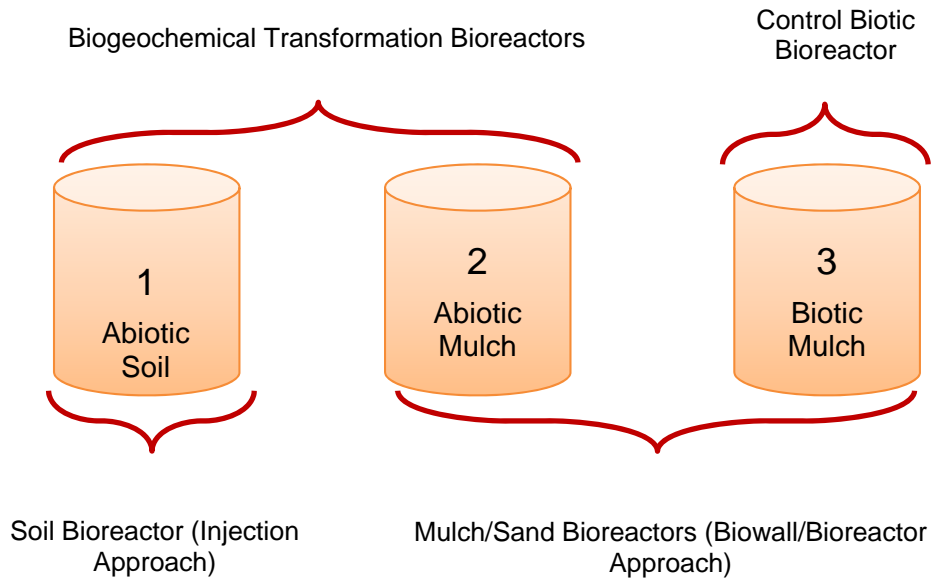 Biogeochemical Transformation Bioreactors
Control Biotic
Bioreactor
1
Abiotic
Soil
2
Abiotic
Mulch
3
Biotic
Mulch
Soil Bioreactor (Injection
Approach)
Mulch/Sand Bioreactors (Biowall/Bioreactor
Approach)